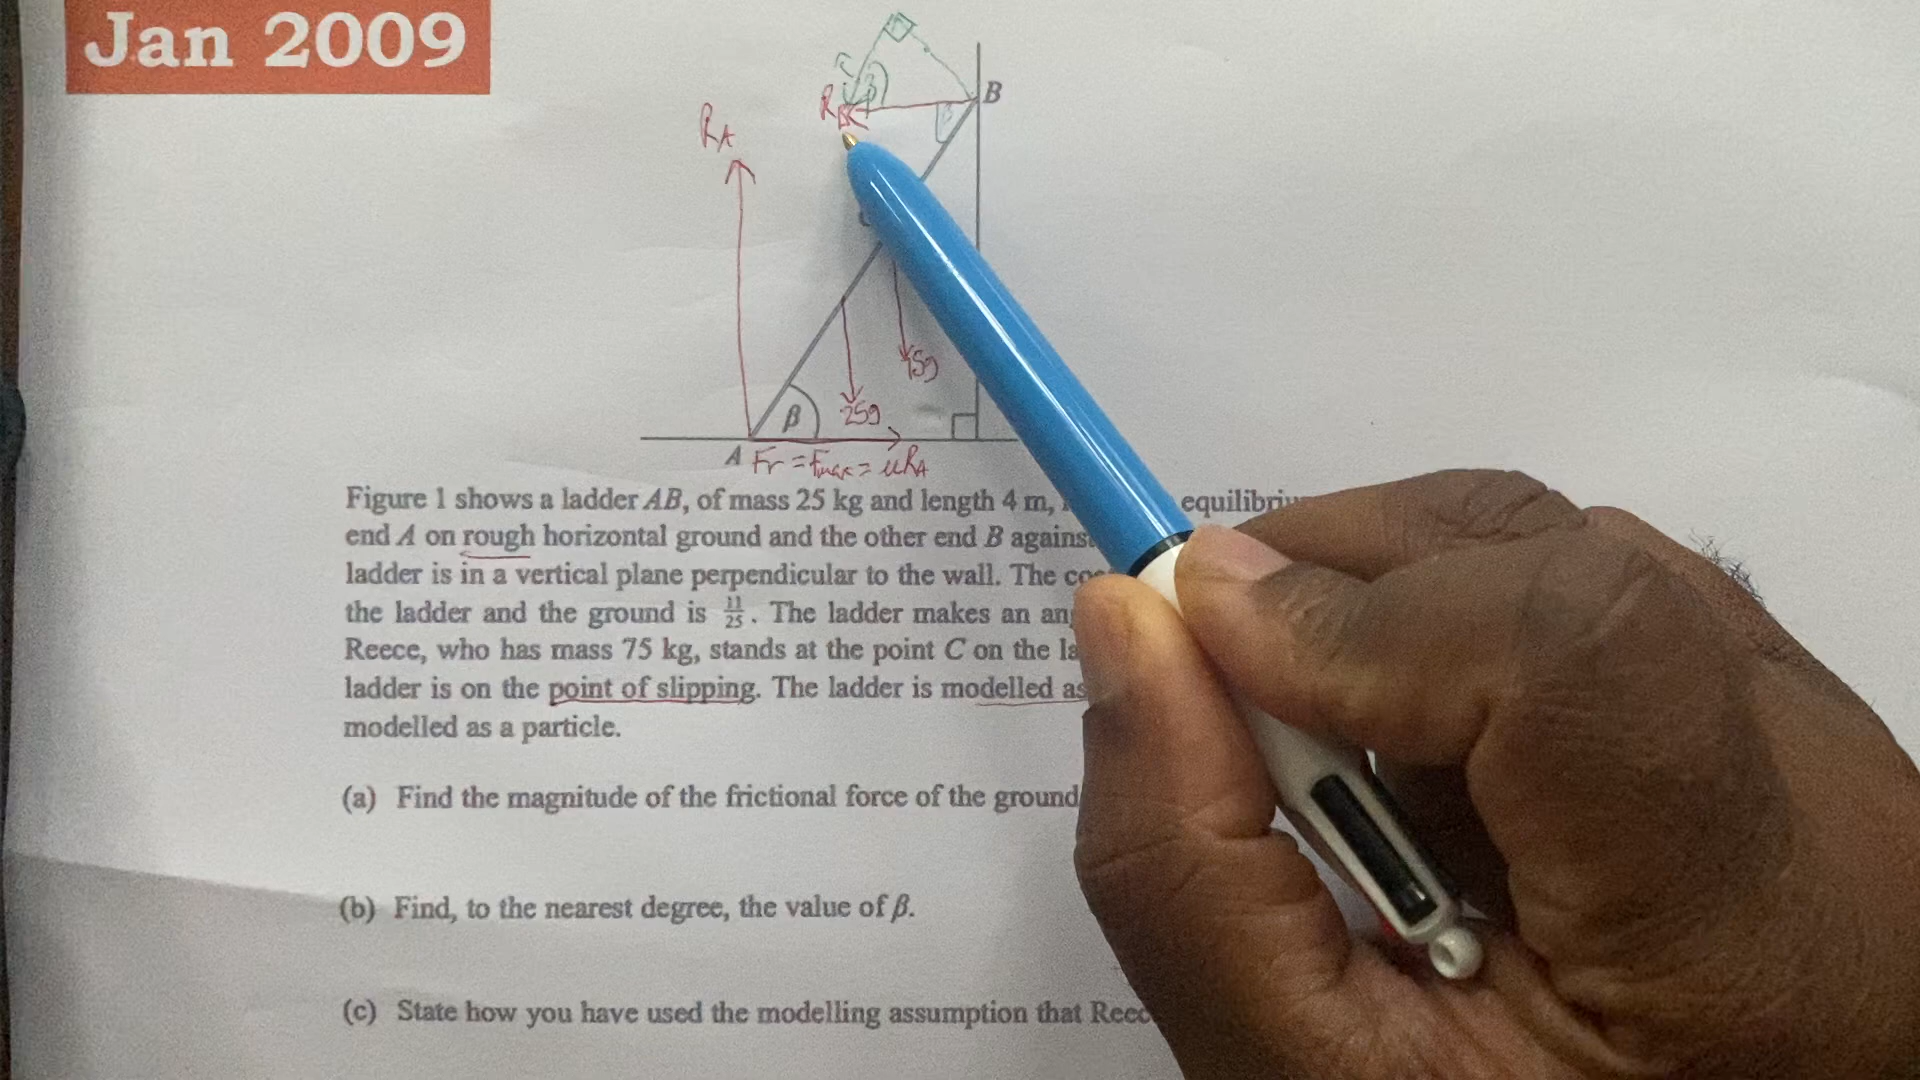 Jan 2009
B
R
RA
β
75g
25g
β
A Fr = Fmax = μRA
Figure 1 shows a ladder AB, of mass 25 kg and length 4 m, equilibriu
end A on rough horizontal ground and the other end B agains
ladder is in a vertical plane perpendicular to the wall. The
the ladder and the ground is 11/25. The ladder makes an an
Reece, who has mass 75 kg, stands at the point C on the la
ladder is on the point of slipping. The ladder is modelled as
modelled as a particle.
(a) Find the magnitude of the frictional force of the ground
(b) Find, to the nearest degree, the value of β.
(c) State how you have used the modelling assumption that Reec